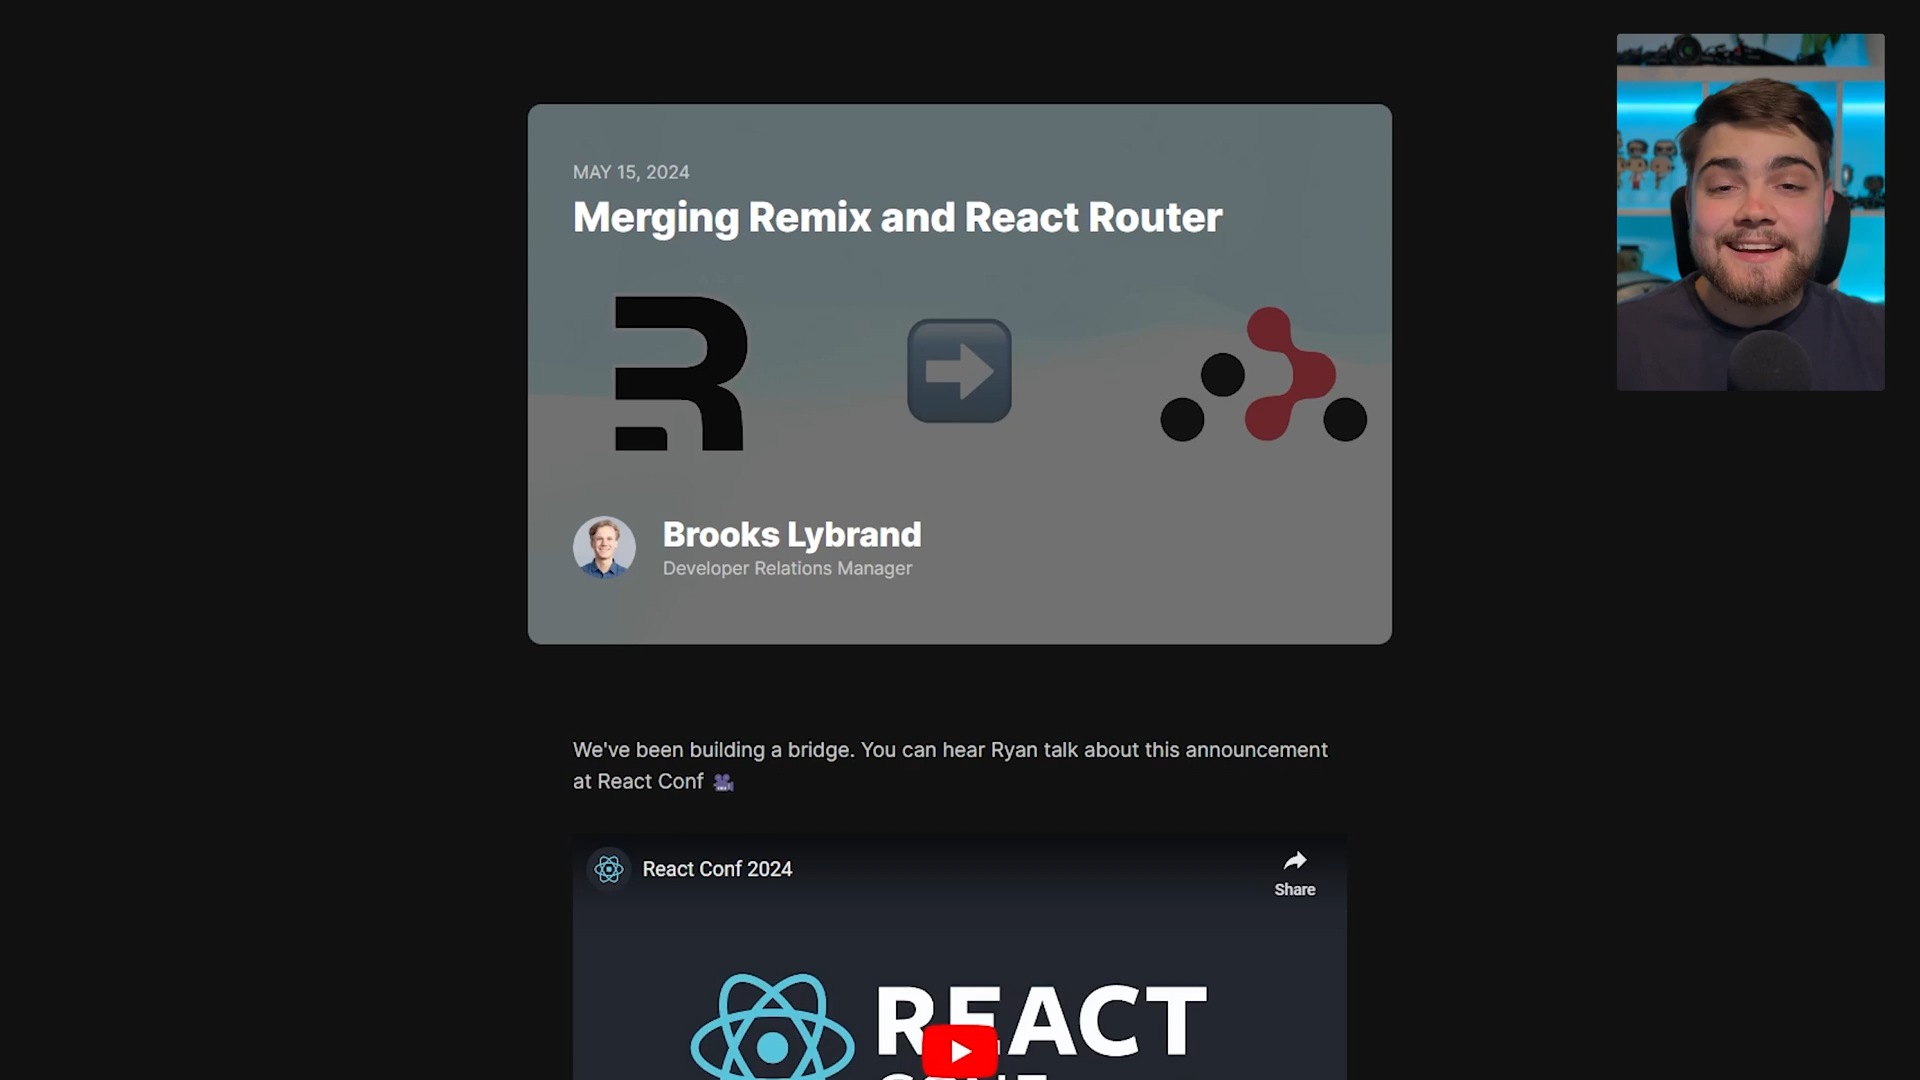 MAY 15, 2024
Merging Remix and React Router
Brooks Lybrand
Developer Relations Manager
We've been building a bridge. You can hear Ryan talk about this announcement
at React Conf
React Conf 2024
Share
REACT